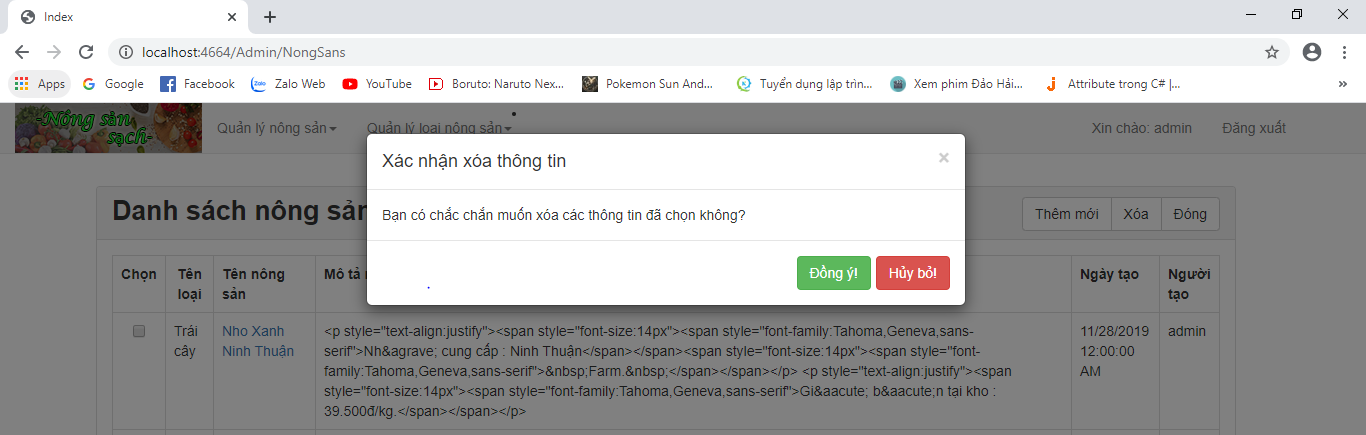 Index
localhost:4664/Admin/NongSans
Apps Google Facebook Zalo Web YouTube Boruto: Naruto Nex... Pokemon Sun And... Tuyển dụng lập trìn... Xem phim Đảo Hải... Attribute trong C# |... »
-Nông sản
sạch-
Quản lý nông sản Quản lý loại nông sản Xin chào: admin Đăng xuất
Xác nhận xóa thông tin ×
Bạn có chắc chắn muốn xóa các thông tin đã chọn không?
Đồng ý! Hủy bỏ!
Danh sách nông sản
Thêm mới Xóa Đóng
Chọn Tên Tên nông Mô tả Ngày tạo Người
loại sản tạo
Trái Nho Xanh <p style="text-align:justify"><span style="font-size:14px"><span style="font-family:Tahoma,Geneva,sans- 11/28/2019 admin
cây Ninh Thuận serif">Nh&agrave; cung cấp : Ninh Thuận</span></span><span style="font-size:14px"><span style="font- 12:00:00
family:Tahoma,Geneva,sans-serif">&nbsp;Farm.&nbsp;</span></span></p> <p style="text-align:justify"><span AM
style="font-size:14px"><span style="font-family:Tahoma,Geneva,sans-serif">Gi&aacute; b&aacute;n tại kho :
39.500đ/kg.</span></span></p>